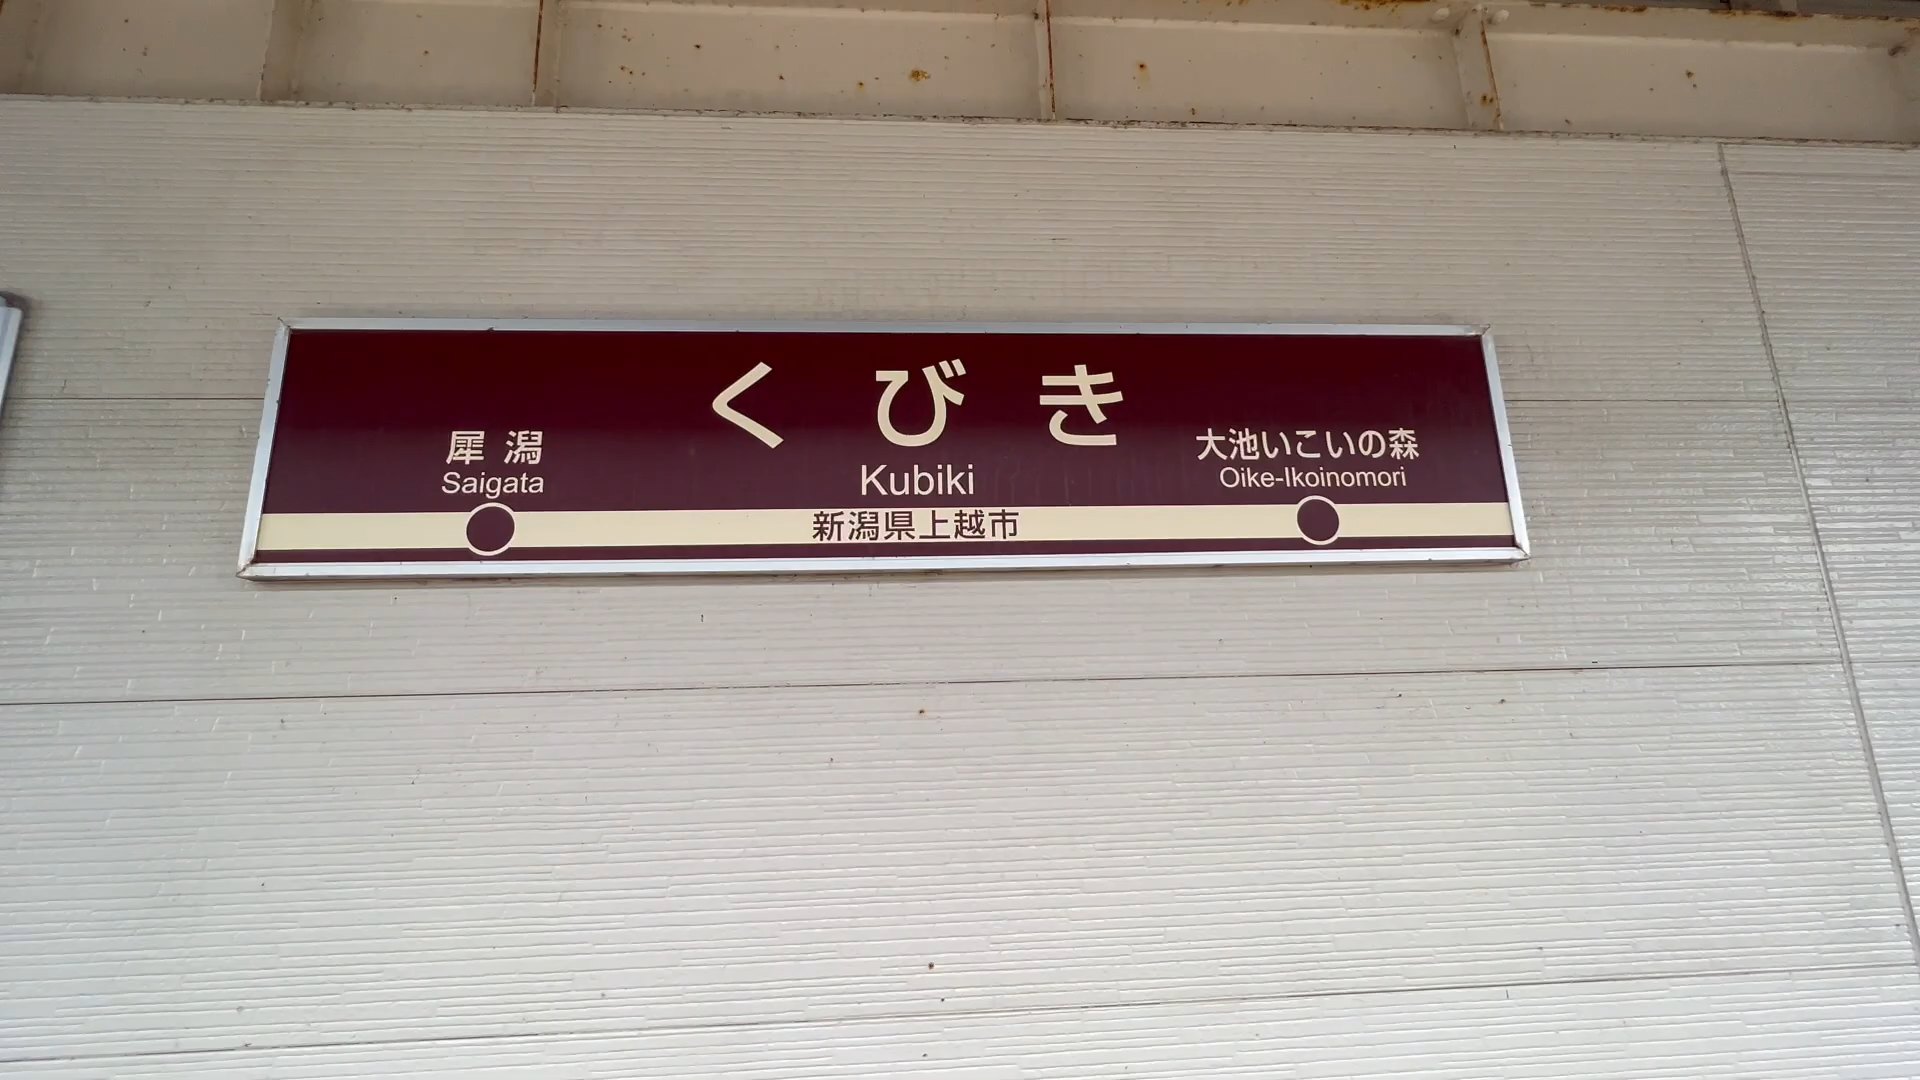 くびき
Kubiki
犀潟
Saigata
大池いこいの森
Oike-Ikoinomori
新潟県上越市